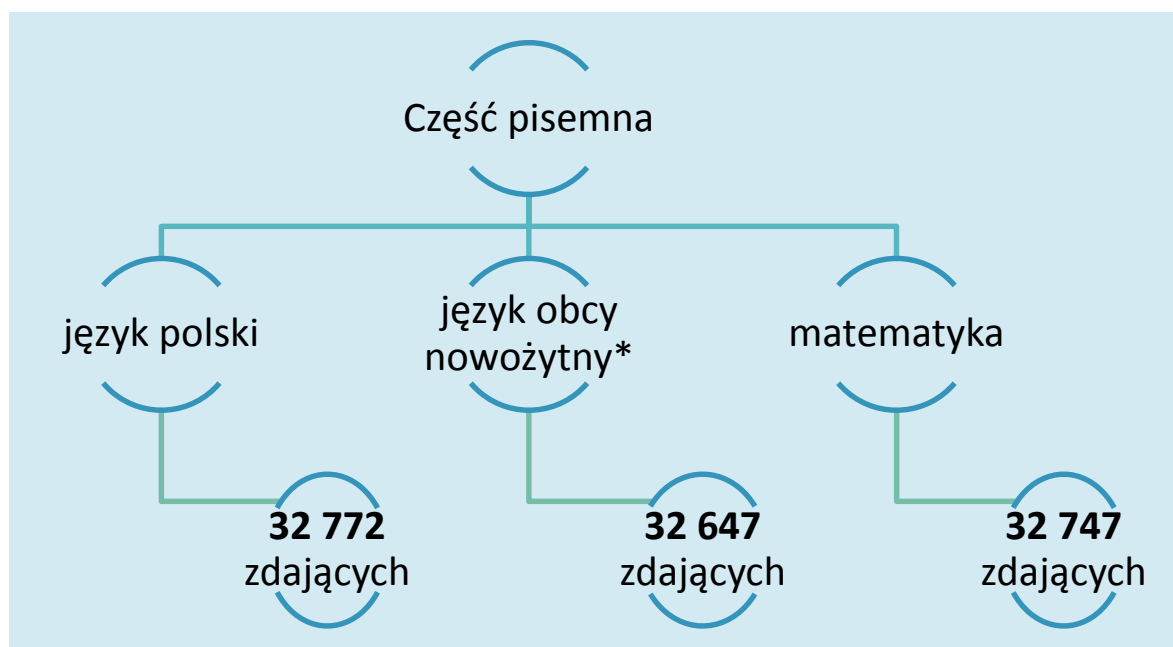 Część pisemna
język polski
język obcy
nowożytny*
matematyka
32 772
zdających
32 647
zdających
32 747
zdających